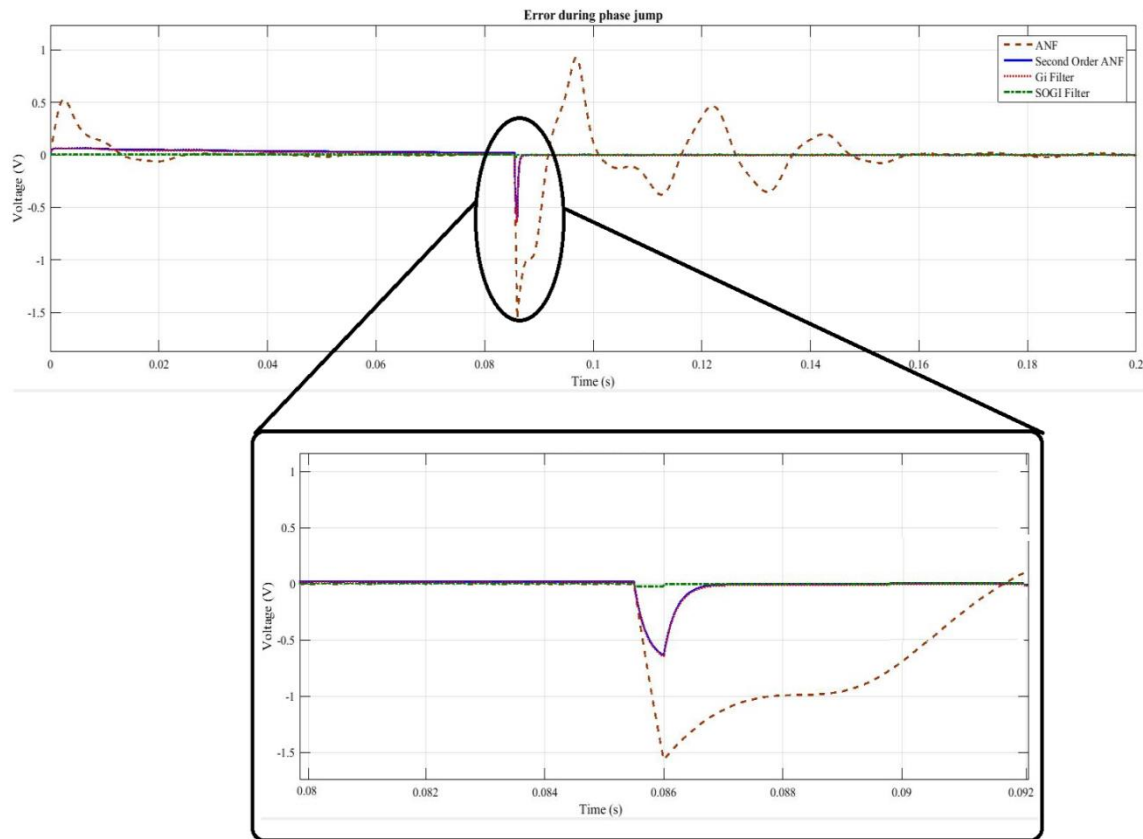 Error during phase jump
ANF
Second Order ANF
Gi Filter
SOGI Filter
Voltage (V)
1
0.5
0
-0.5
-1
-1.5
0 0.02 0.04 0.06 0.08 0.1 0.12 0.14 0.16 0.18 0.2
Time (s)
Voltage (V)
1
0.5
0
-0.5
-1
-1.5
0.08 0.082 0.084 0.086 0.088 0.09 0.092
Time (s)